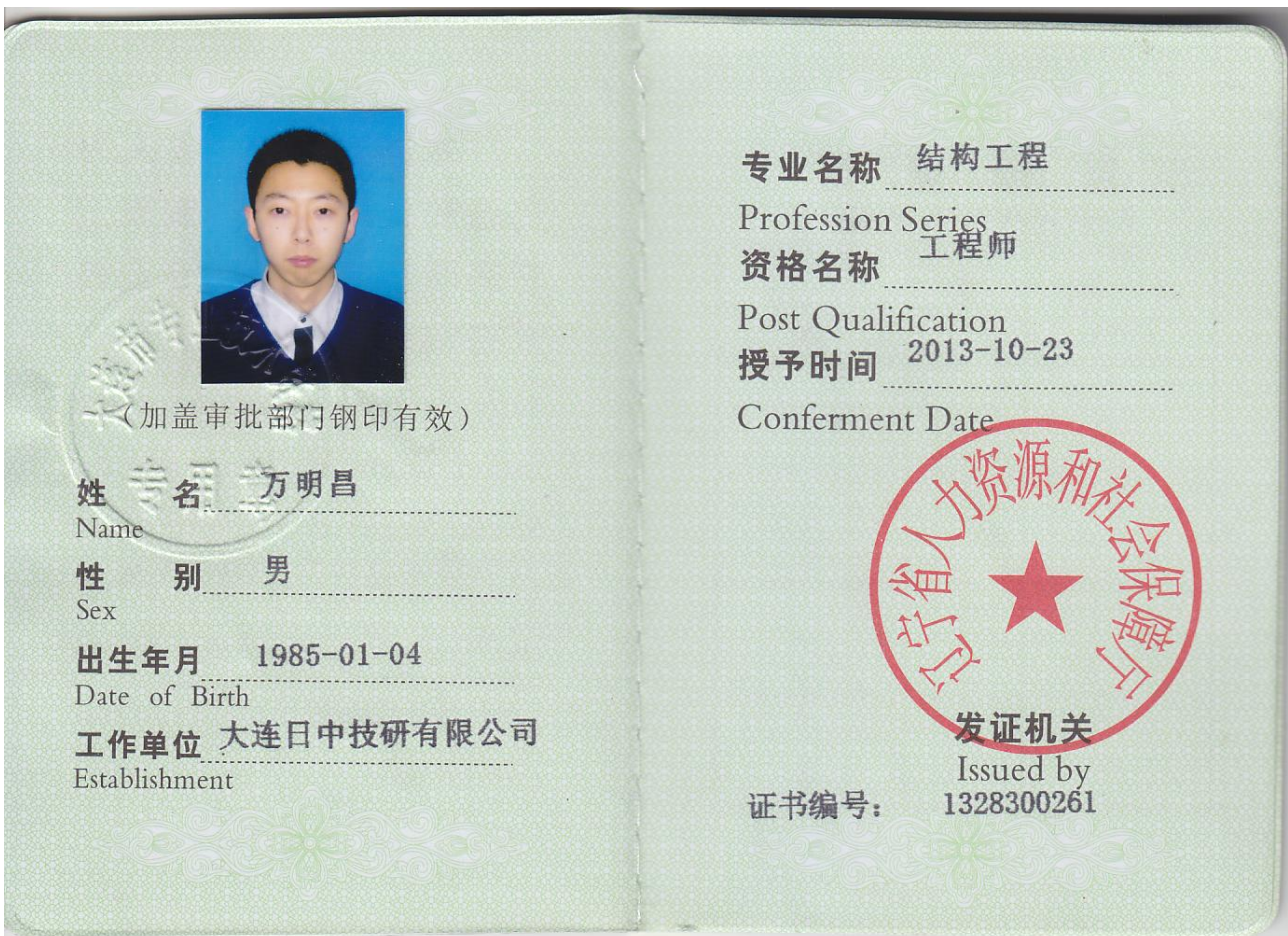 （加盖审批部门钢印有效）
专用章
姓 名 万明昌
Name
性 别 男
Sex
出生年月 1985-01-04
Date of Birth
工作单位 大连日中技研有限公司
Establishment
专业名称 结构工程
Profession Series
资格名称 工程师
Post Qualification
授予时间 2013-10-23
Conferment Date
辽宁省人力资源和社会保障厅
发证机关
Issued by
证书编号： 1328300261